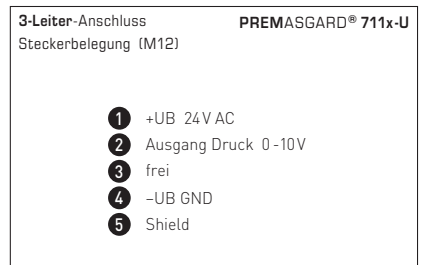 3-Leiter-Anschluss PREMASGARD® 711x-U
Steckerbelegung (M12)
1 +UB 24V AC
2 Ausgang Druck 0-10V
3 frei
4 –UB GND
5 Shield